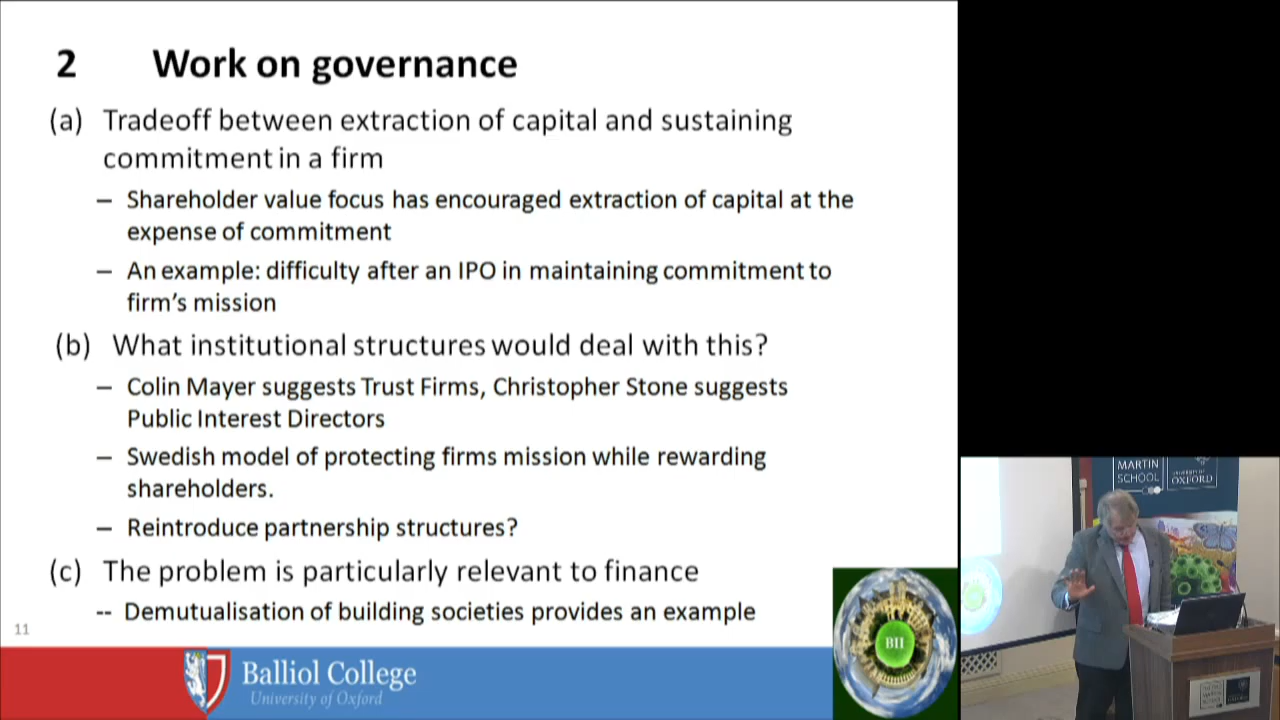 2 Work on governance
(a) Tradeoff between extraction of capital and sustaining
commitment in a firm
– Shareholder value focus has encouraged extraction of capital at the
expense of commitment
– An example: difficulty after an IPO in maintaining commitment to
firm's mission
(b) What institutional structures would deal with this?
– Colin Mayer suggests Trust Firms, Christopher Stone suggests
Public Interest Directors
– Swedish model of protecting firms mission while rewarding
shareholders.
– Reintroduce partnership structures?
(c) The problem is particularly relevant to finance
-- Demutualisation of building societies provides an example
11
Balliol College
University of Oxford
BII
MARTIN
SCHOOL
UNIVERSITY OF
OXFORD